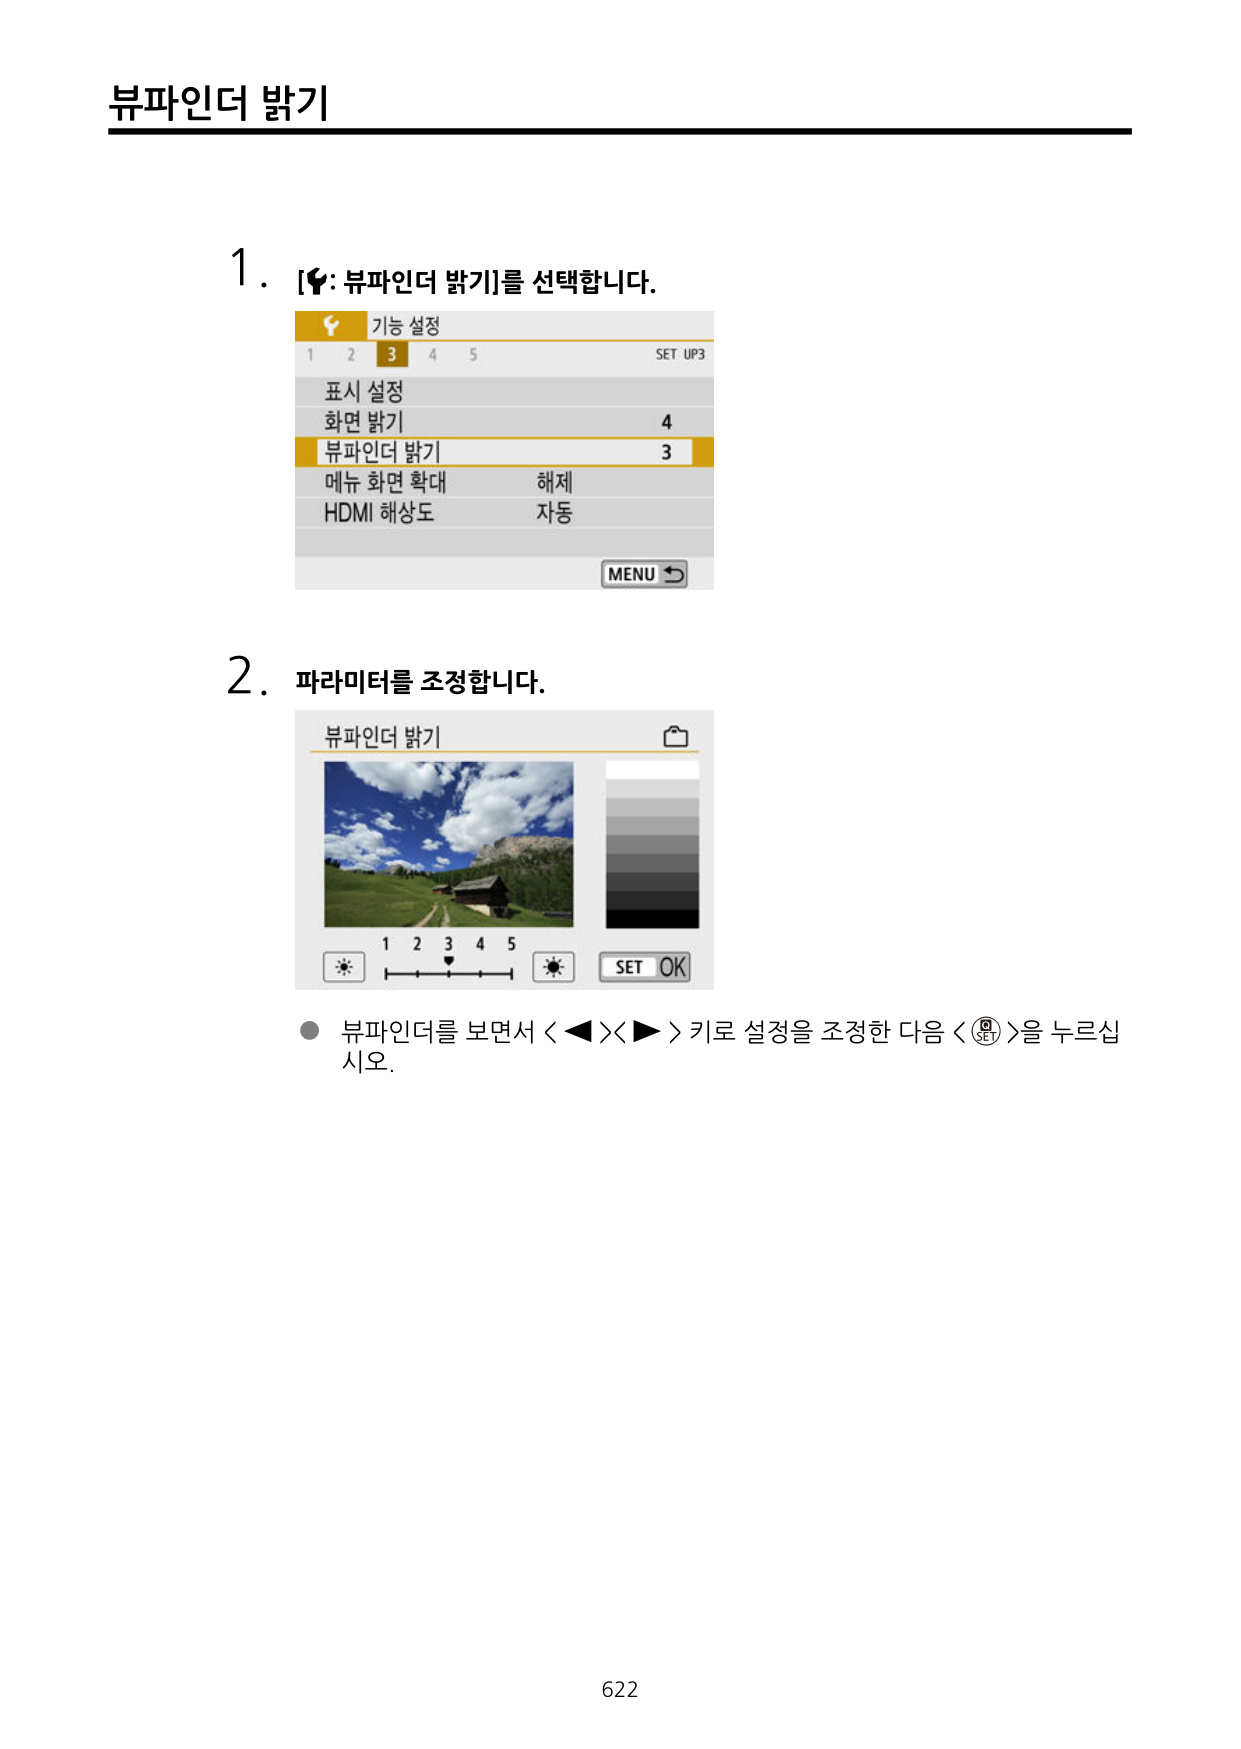 뷰파인더 밝기
1. [: 뷰파인더 밝기]를 선택합니다.
기능 설정
1 2 3 4 5 SET UP3
표시 설정
화면 밝기 4
뷰파인더 밝기 3
메뉴 화면 확대 해제
HDMI 해상도 자동
MENU
2. 파라미터를 조정합니다.
뷰파인더 밝기
1 2 3 4 5
SET OK
● 뷰파인더를 보면서 < ◀ >< ▶ > 키로 설정을 조정한 다음 < Q SET >을 누르십
시오.
622